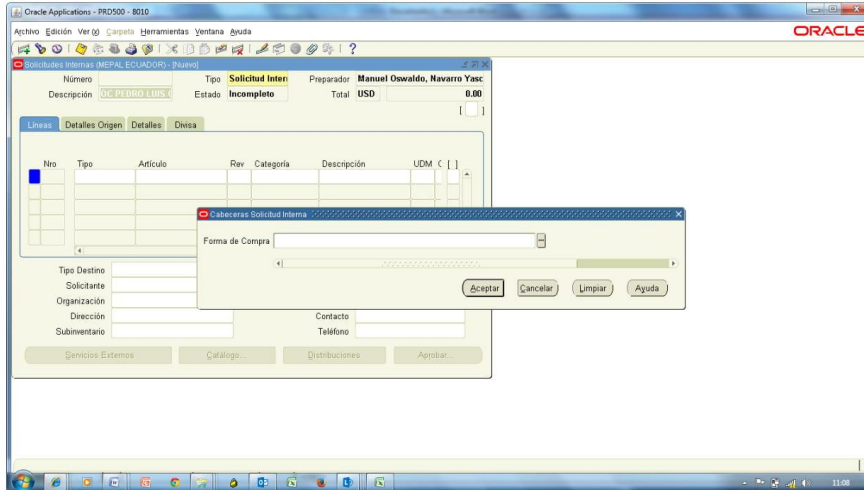 Oracle Applications - PRD500 - 8010
Archivo Edición Ver(x) Carpeta Herramientas Ventana Ayuda
ORACLE
Solicitudes Internas (MEPAL ECUADOR) - [Nuevo]
Número Tipo Solicitud Inter Preparador Manuel Oswaldo, Navarro Yasc
Descripción OC PEDRO LUIS Estado Incompleto Total USD 0.00
[ ]
Líneas Detalles Origen Detalles Divisa
Nro Tipo Artículo Rev Categoría Descripción UDM C [ ]
Cabeceras Solicitud Interna
Forma de Compra
Aceptar Cancelar Limpiar Ayuda
Tipo Destino
Solicitante
Organización
Dirección Contacto
Subinventario Teléfono
Servicios Externos Catálogo... Distribuciones Aprobar...
11:08